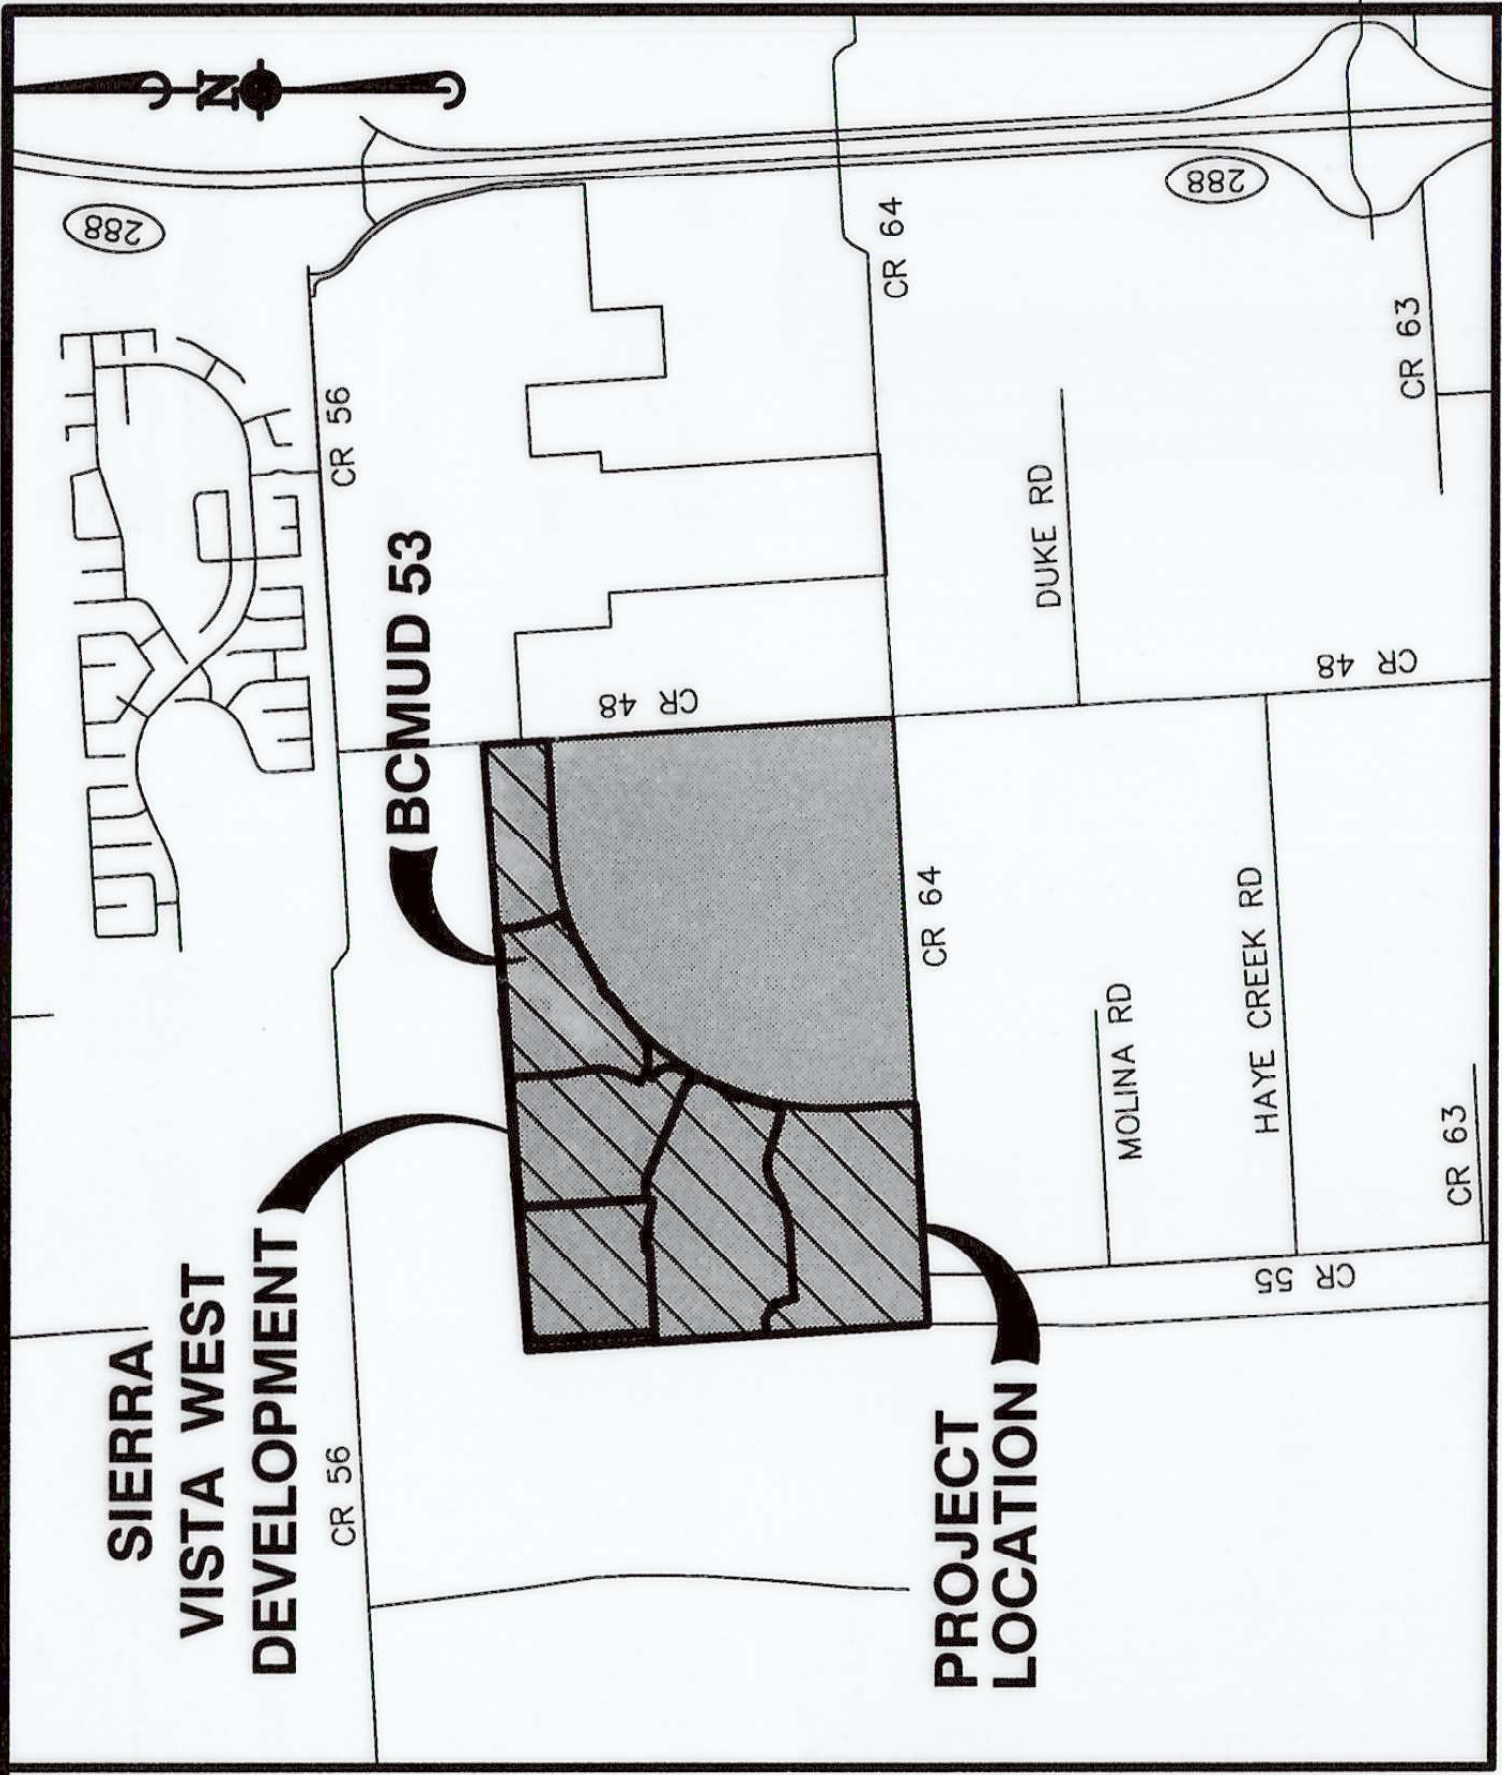 N
288
288
SIERRA
VISTA WEST
DEVELOPMENT
BCMUD 53
PROJECT
LOCATION
CR 56
CR 56
CR 48
CR 48
CR 64
CR 64
DUKE RD
MOLINA RD
HAYE CREEK RD
CR 63
CR 63
CR 55